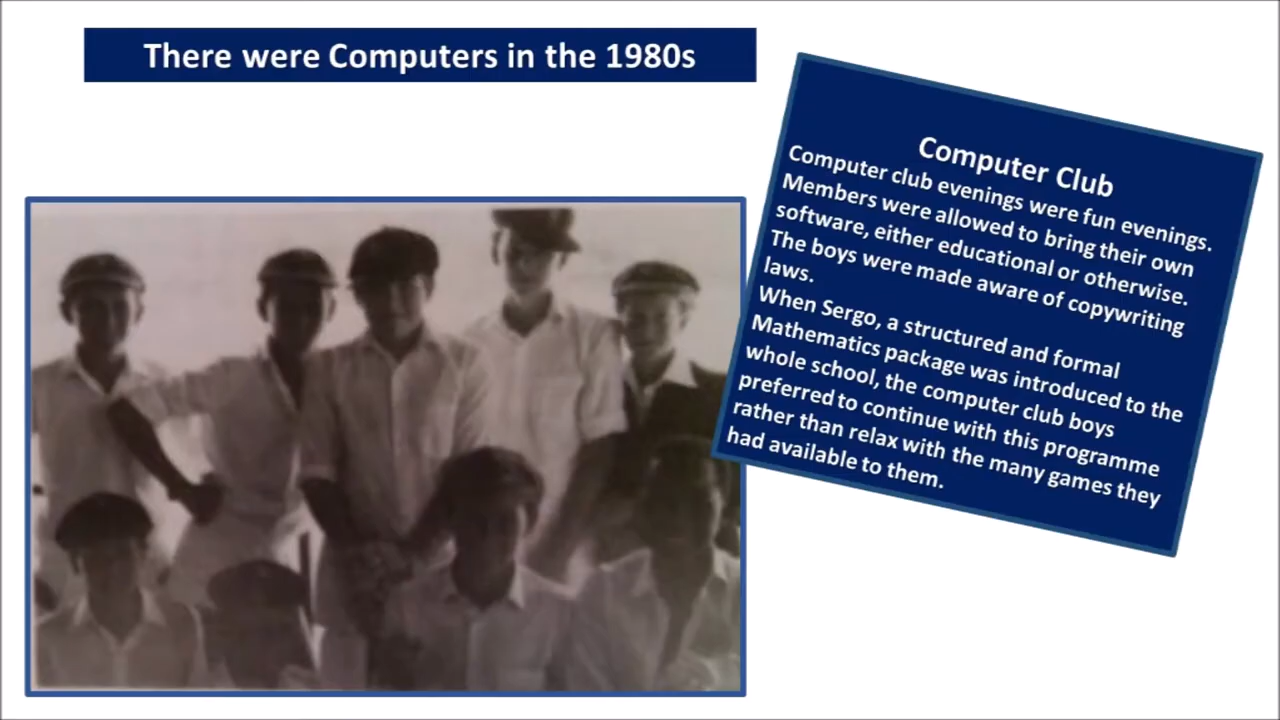 There were Computers in the 1980s
Computer Club
Computer club evenings were fun evenings.
Members were allowed to bring their own
software, either educational or otherwise.
The boys were made aware of copywriting
laws.
When Sergo, a structured and formal
Mathematics package was introduced to the
whole school, the computer club boys
preferred to continue with this programme
rather than relax with the many games they
had available to them.